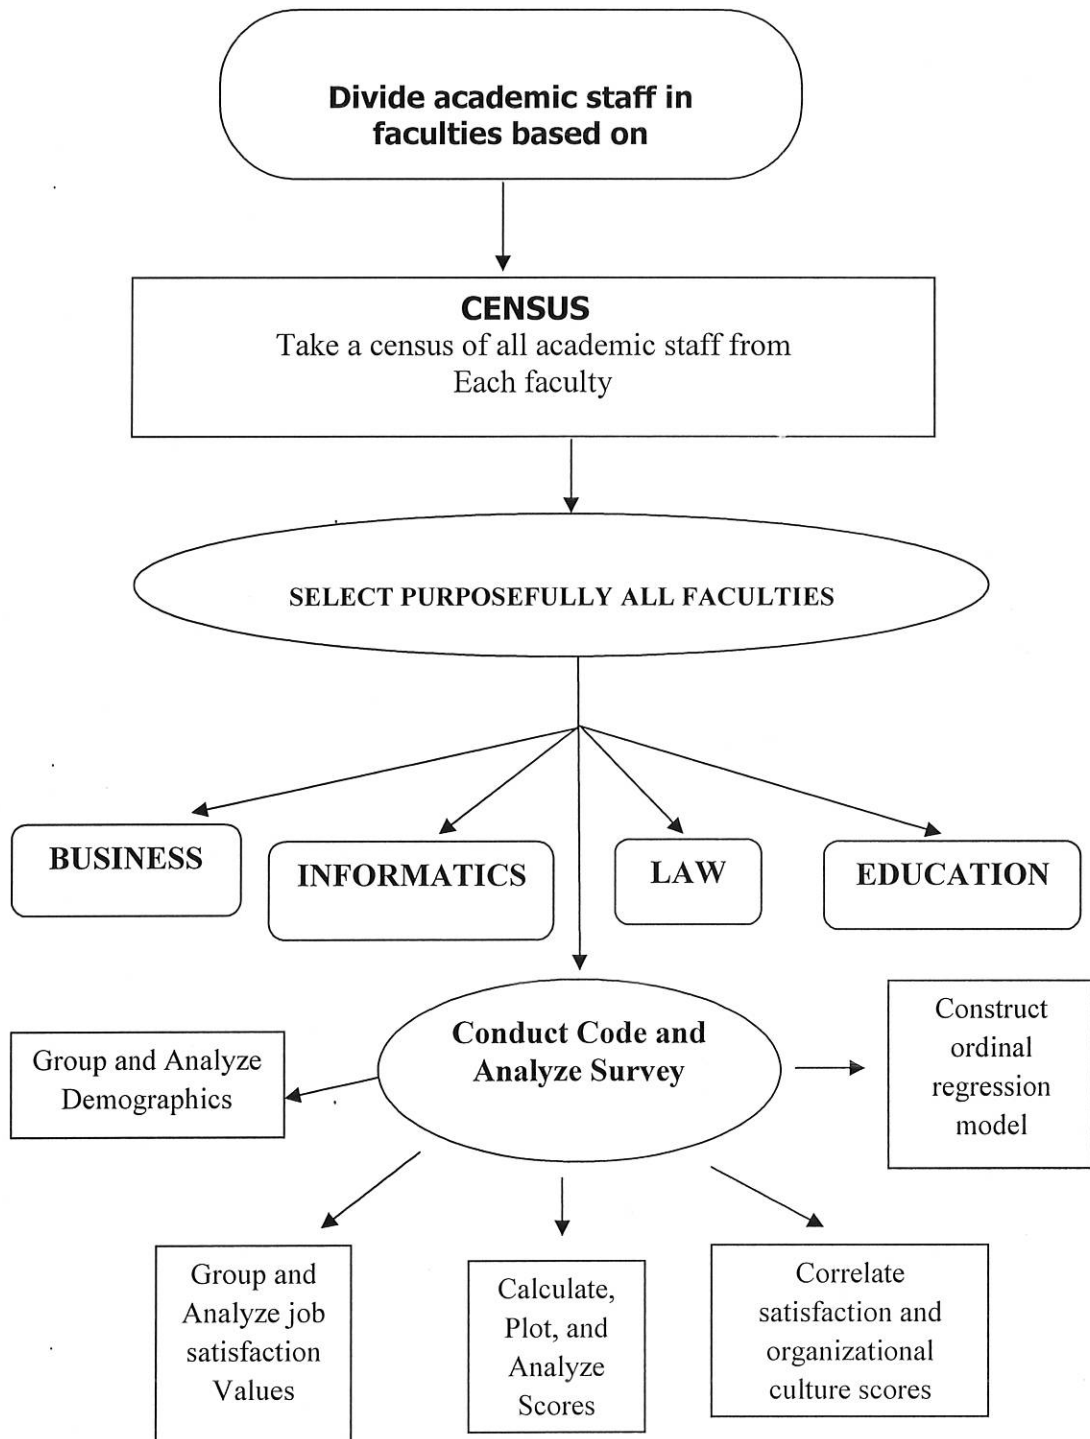 Divide academic staff in
faculties based on
CENSUS
Take a census of all academic staff from
Each faculty
SELECT PURPOSEFULLY ALL FACULTIES
BUSINESS
INFORMATICS
LAW
EDUCATION
Conduct Code and
Analyze Survey
Construct
ordinal
regression
model
Group and Analyze
Demographics
Group and
Analyze job
satisfaction
Values
Calculate,
Plot, and
Analyze
Scores
Correlate
satisfaction and
organizational
culture scores